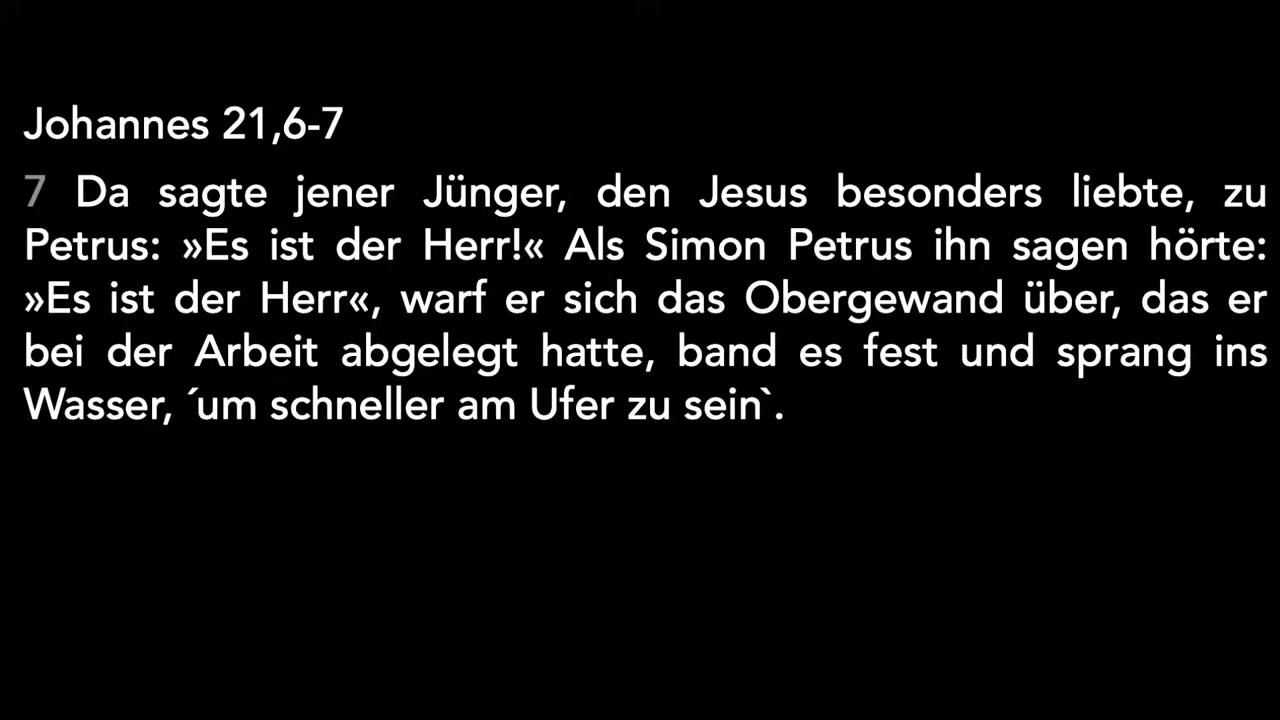 Johannes 21,6-7
7 Da sagte jener Jünger, den Jesus besonders liebte, zu
Petrus: »Es ist der Herr!« Als Simon Petrus ihn sagen hörte:
»Es ist der Herr«, warf er sich das Obergewand über, das er
bei der Arbeit abgelegt hatte, band es fest und sprang ins
Wasser, ´um schneller am Ufer zu sein`.